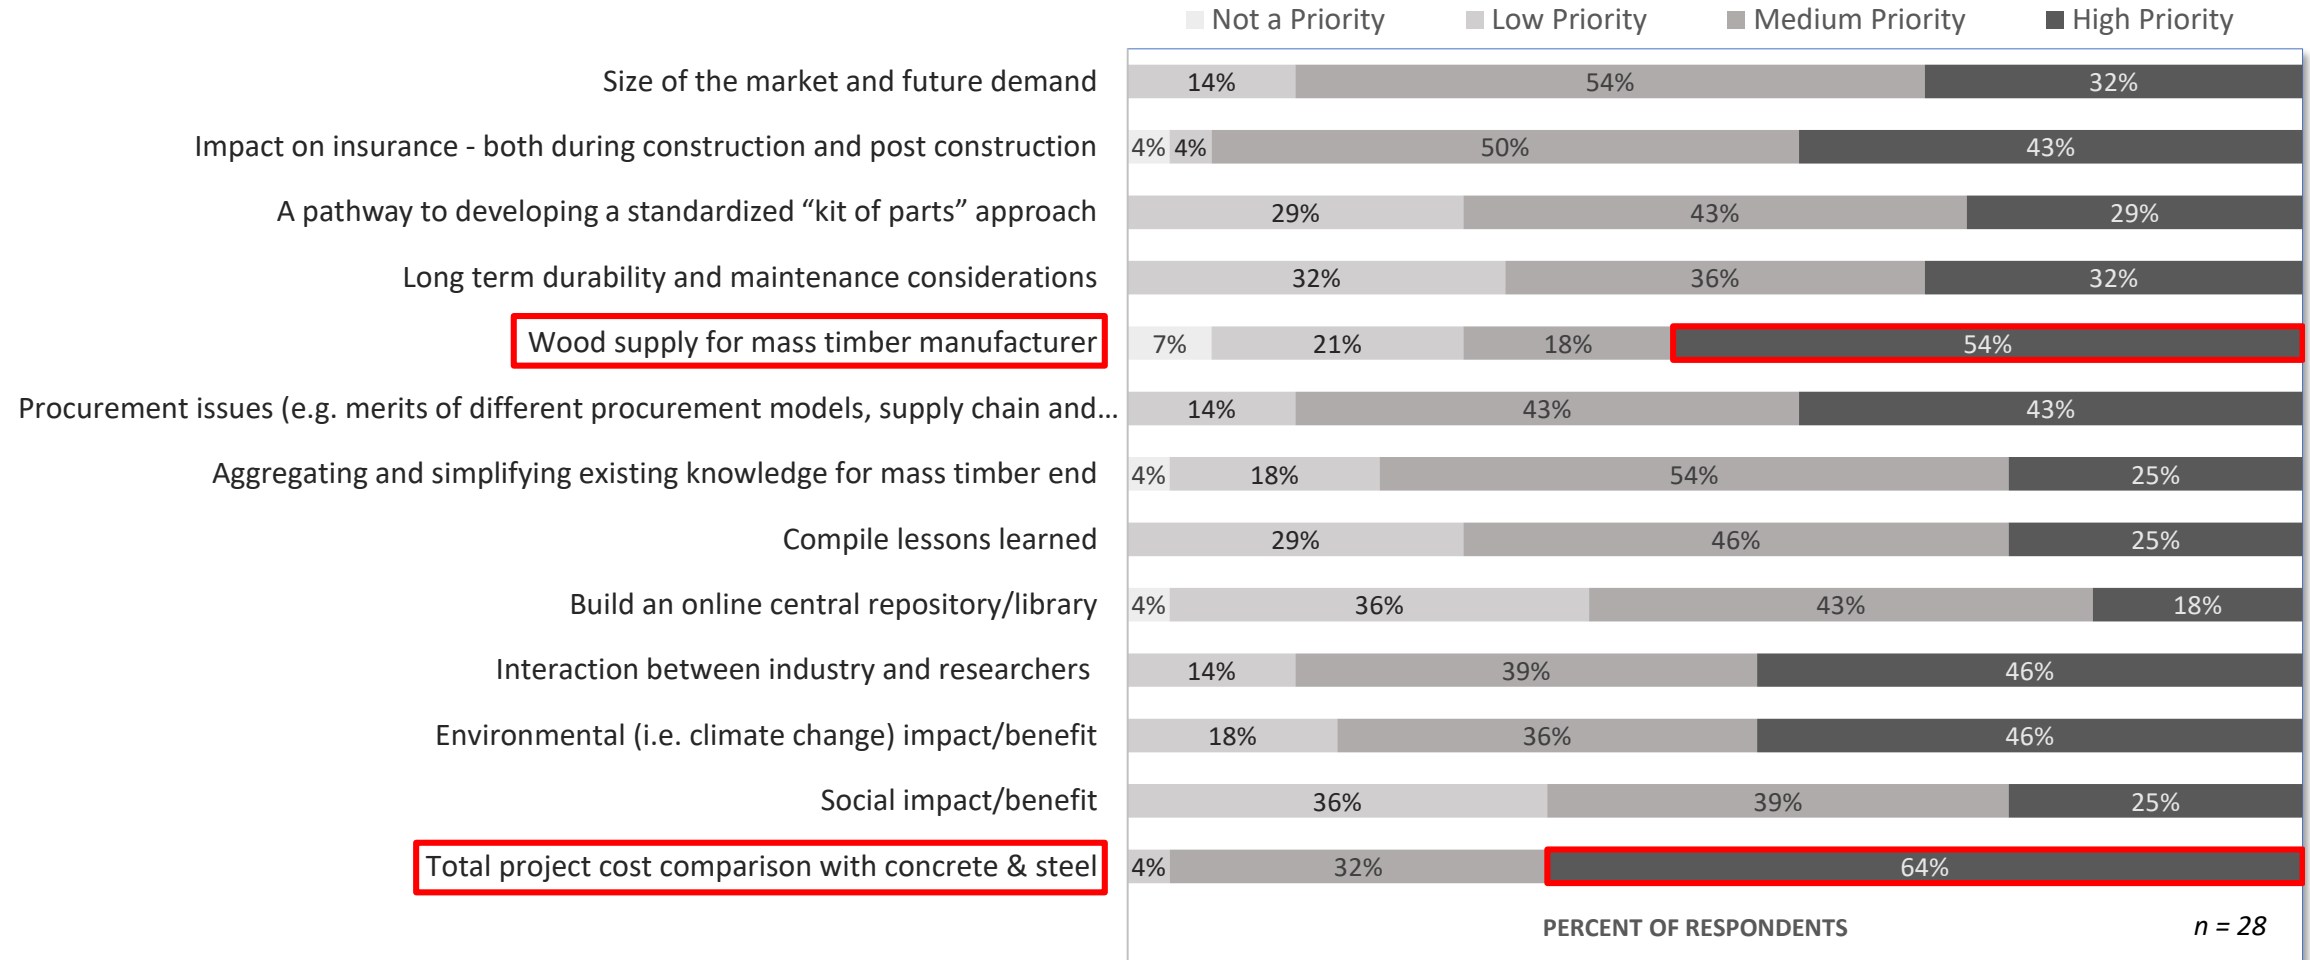 Not a Priority Low Priority Medium Priority High Priority
Size of the market and future demand 14% 54% 32%
Impact on insurance - both during construction and post construction 4% 4% 50% 43%
A pathway to developing a standardized “kit of parts” approach 29% 43% 29%
Long term durability and maintenance considerations 32% 36% 32%
Wood supply for mass timber manufacturer 7% 21% 18% 54%
Procurement issues (e.g. merits of different procurement models, supply chain and... 14% 43% 43%
Aggregating and simplifying existing knowledge for mass timber end 4% 18% 54% 25%
Compile lessons learned 29% 46% 25%
Build an online central repository/library 4% 36% 43% 18%
Interaction between industry and researchers 14% 39% 46%
Environmental (i.e. climate change) impact/benefit 18% 36% 46%
Social impact/benefit 36% 39% 25%
Total project cost comparison with concrete & steel 4% 32% 64%
PERCENT OF RESPONDENTS n = 28